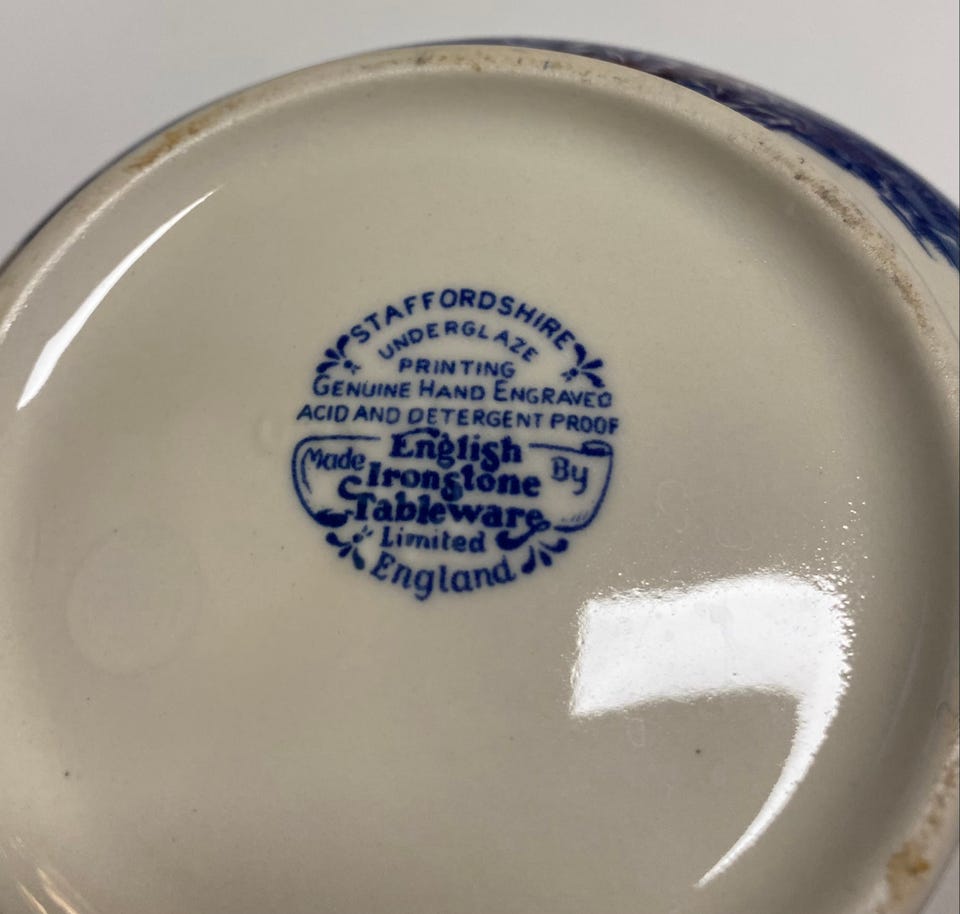 STAFFORDSHIRE
UNDERGLAZE
PRINTING
GENUINE HAND ENGRAVED
ACID AND DETERGENT PROOF
Made English By
Ironstone
Tableware
Limited
England